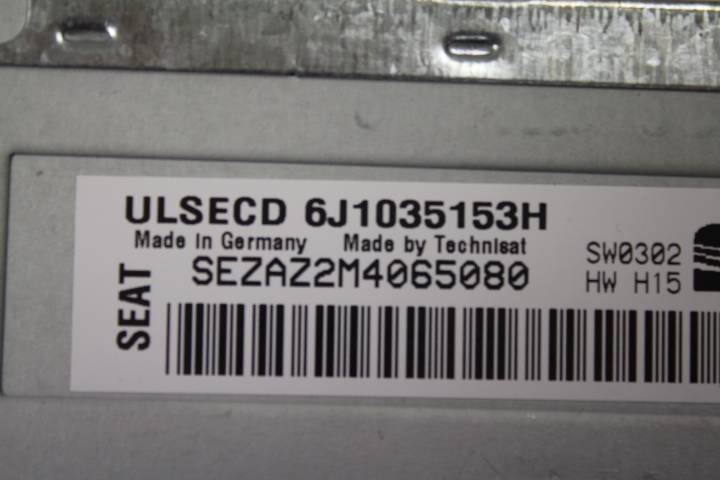 ULSECD 6J1035153H
Made in Germany Made by Technisat
SEZAZ2M4065080
SW0302
HW H15
SEAT